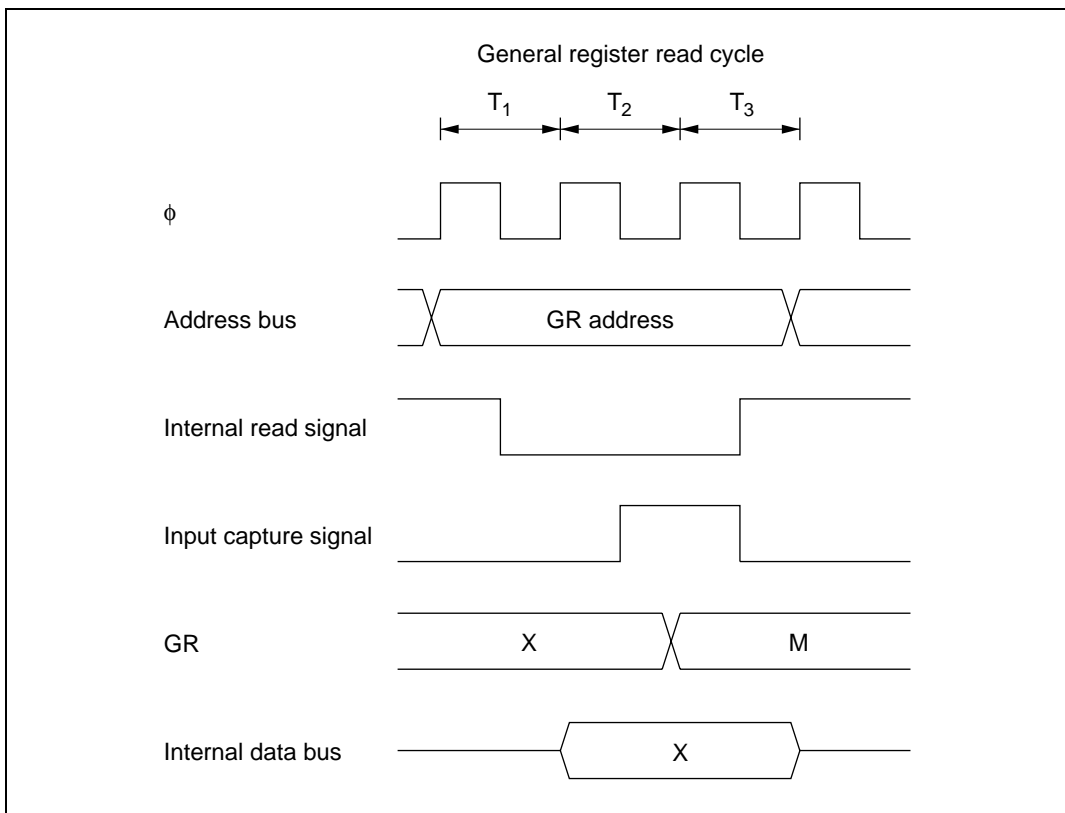 General register read cycle
T1 T2 T3
ϕ
Address bus GR address
Internal read signal
Input capture signal
GR X M
Internal data bus X